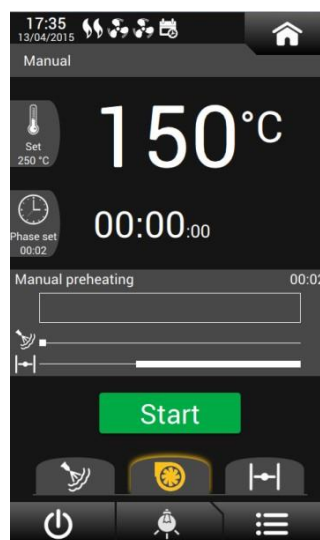 17:35
13/04/2015
Manual
150°C
Set
250 °C
00:00:00
Phase set
00:02
Manual preheating 00:02
Start